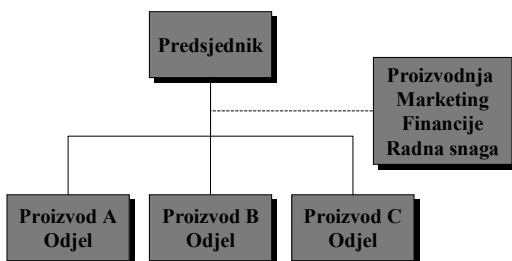 Predsjednik
Proizvodnja
Marketing
Financije
Radna snaga
Proizvod A
Odjel
Proizvod B
Odjel
Proizvod C
Odjel